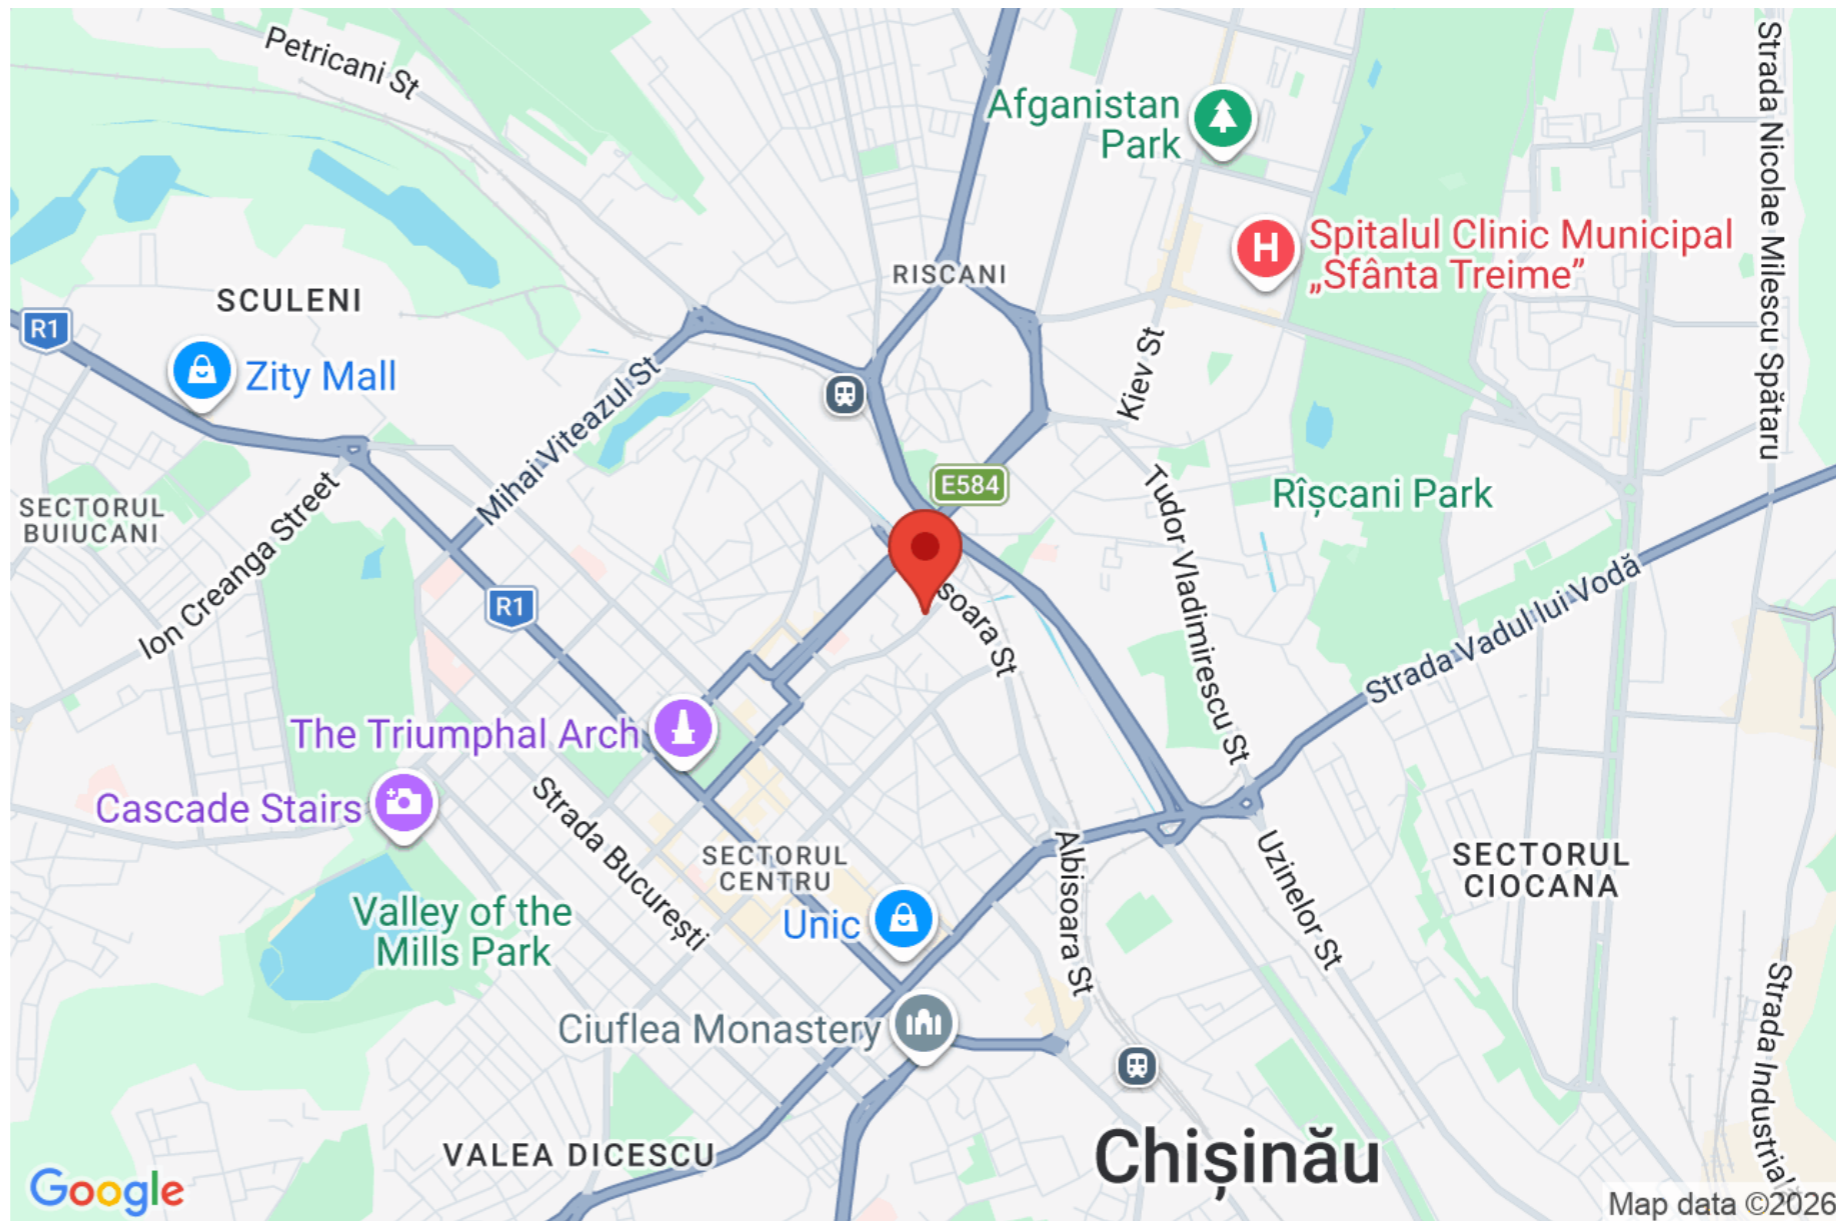 Petricani St
Afganistan
Park
Strada Nicolae Milescu Spătaru
Spitalul Clinic Municipal
„Sfânta Treime”
RISCANI
SCULENI
R1
Zity Mall
Mihai Viteazul St
Kiev St
E584
SECTORUL
BUIUCANI
Ion Creanga Street
Rîșcani Park
Tudor Vladimirescu St
R1
soara St
Strada Vadul lui Vodă
The Triumphal Arch
Cascade Stairs
Strada București
SECTORUL
CENTRU
Albisoara St
Uzinelor St
SECTORUL
CIOCANA
Valley of the
Mills Park
Unic
Ciuflea Monastery
Strada Industrială
VALEA DICESCU
Chișinău
Google
Map data ©2026